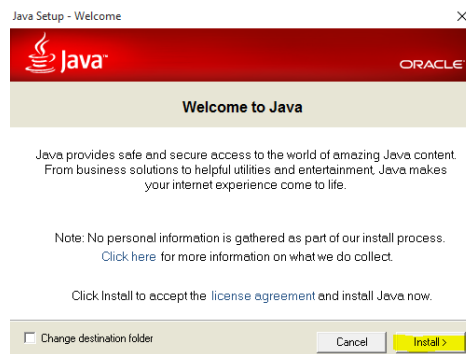 Java Setup - Welcome
Java™
ORACLE
Welcome to Java
Java provides safe and secure access to the world of amazing Java content.
From business solutions to helpful utilities and entertainment, Java makes
your internet experience come to life.
Note: No personal information is gathered as part of our install process.
Click here for more information on what we do collect.
Click Install to accept the license agreement and install Java now.
Change destination folder
Cancel
Install >